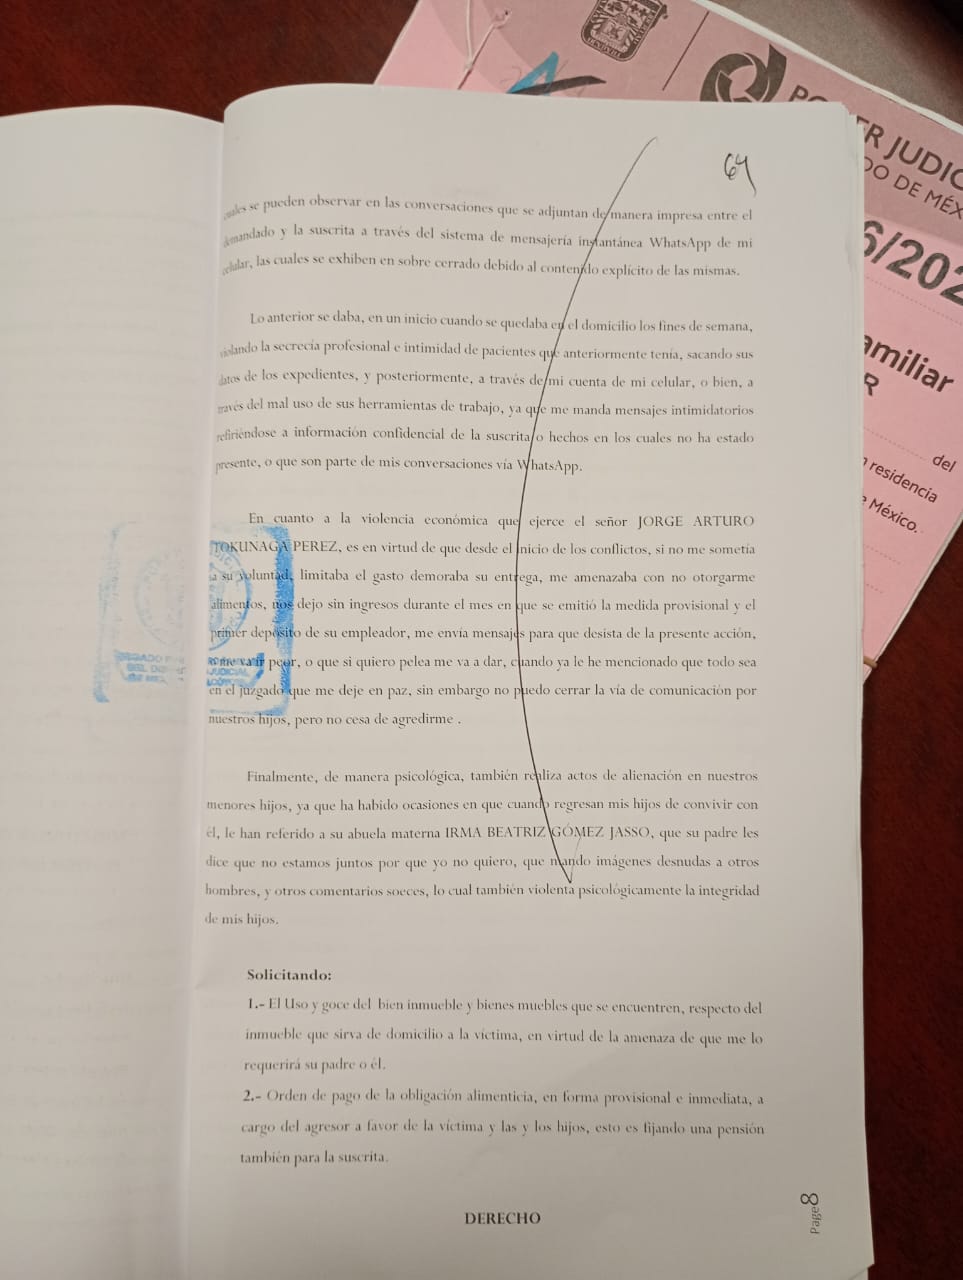 PODER JUDIC
DO DE MÉX
6/202
amiliar
R
del
n residencia
e México.
64
cuales se pueden observar en las conversaciones que se adjuntan de manera impresa entre el
demandado y la suscrita a través del sistema de mensajería instantánea WhatsApp de mi
celular, las cuales se exhiben en sobre cerrado debido al contenido explícito de las mismas.
Lo anterior se daba, en un inicio cuando se quedaba en el domicilio los fines de semana,
violando la secrecía profesional e intimidad de pacientes que anteriormente tenía, sacando sus
datos de los expedientes, y posteriormente, a través de mi cuenta de mi celular, o bien, a
través del mal uso de sus herramientas de trabajo, ya que me manda mensajes intimidatorios
refiriéndose a información confidencial de la suscrita o hechos en los cuales no ha estado
presente, o que son parte de mis conversaciones vía WhatsApp.
En cuanto a la violencia económica que ejerce el señor JORGE ARTURO
TOKUNAGA PEREZ, es en virtud de que desde el inicio de los conflictos, si no me sometía
a su voluntad, limitaba el gasto demoraba su entrega, me amenazaba con no otorgarme
alimentos, nos dejo sin ingresos durante el mes en que se emitió la medida provisional y el
primer depósito de su empleador, me envía mensajes para que desista de la presente acción,
o me va ir peor, o que si quiero pelea me va a dar, cuando ya le he mencionado que todo sea
en el juzgado que me deje en paz, sin embargo no puedo cerrar la vía de comunicación por
nuestros hijos, pero no cesa de agredirme .
Finalmente, de manera psicológica, también realiza actos de alienación en nuestros
menores hijos, ya que ha habido ocasiones en que cuando regresan mis hijos de convivir con
él, le han referido a su abuela materna IRMA BEATRIZ GÓMEZ JASSO, que su padre les
dice que no estamos juntos por que yo no quiero, que mando imágenes desnudas a otros
hombres, y otros comentarios soeces, lo cual también violenta psicológicamente la integridad
de mis hijos.
Solicitando:
1.- El Uso y goce del bien inmueble y bienes muebles que se encuentren, respecto del
inmueble que sirva de domicilio a la víctima, en virtud de la amenaza de que me lo
requerirá su padre o él.
2.- Orden de pago de la obligación alimenticia, en forma provisional e inmediata, a
cargo del agresor a favor de la víctima y las y los hijos, esto es fijando una pensión
también para la suscrita.
DERECHO
Page8